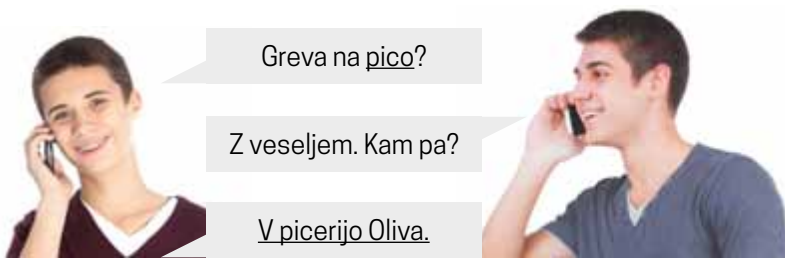 Greva na pico?
Z veseljem. Kam pa?
V picerijo Oliva.